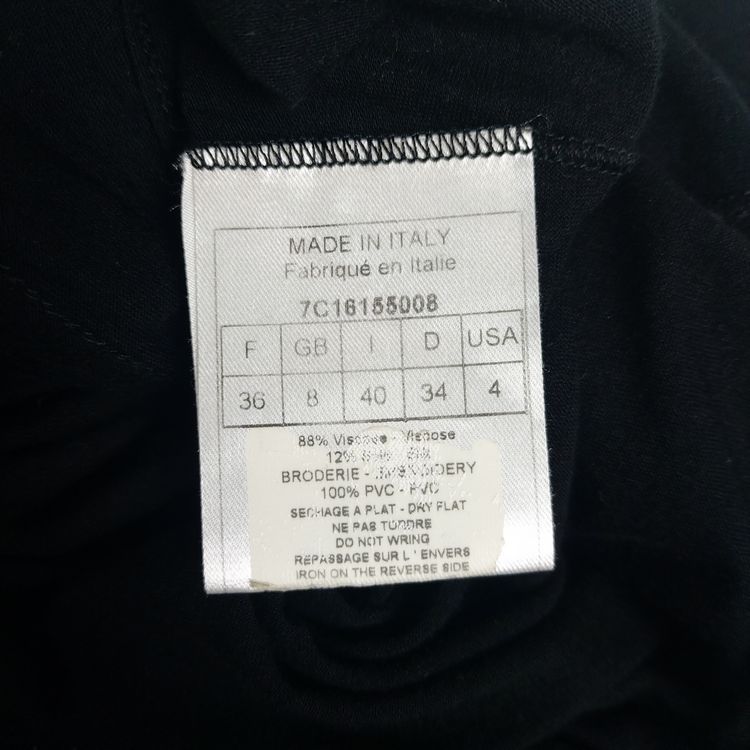 MADE IN ITALY
Fabriqué en Italie
7C16155008
F GB I D USA
36 8 40 34 4
88% Viscose - Viscose
12%
BRODERIE - EMBROIDERY
100% PVC - PVC
SECHAGE A PLAT - DRY FLAT
NE PAS TORDRE
DO NOT WRING
REPASSAGE SUR L ' ENVERS
IRON ON THE REVERSE SIDE